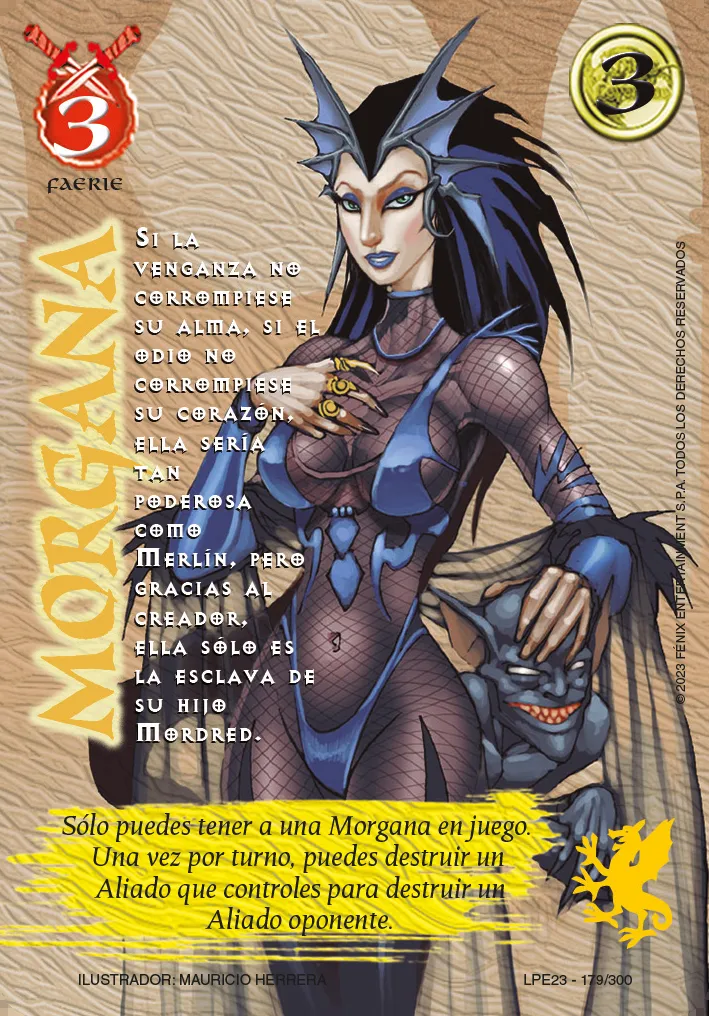 3
FAERIE
3
MORGANA
Si la
venganza no
corrompiese
su alma, si el
odio no
corrompiese
su corazón,
ella sería
tan
poderosa
como
Merlín, pero
gracias al
creador,
ella sólo es
la esclava de
su hijo
Mordred.
Sólo puedes tener a una Morgana en juego.
Una vez por turno, puedes destruir un
Aliado que controles para destruir un
Aliado oponente.
ILUSTRADOR: MAURICIO HERRERA
LPE23 - 179/300
©2023 FÉNIX ENTERTAINMENT S.P.A. TODOS LOS DERECHOS RESERVADOS